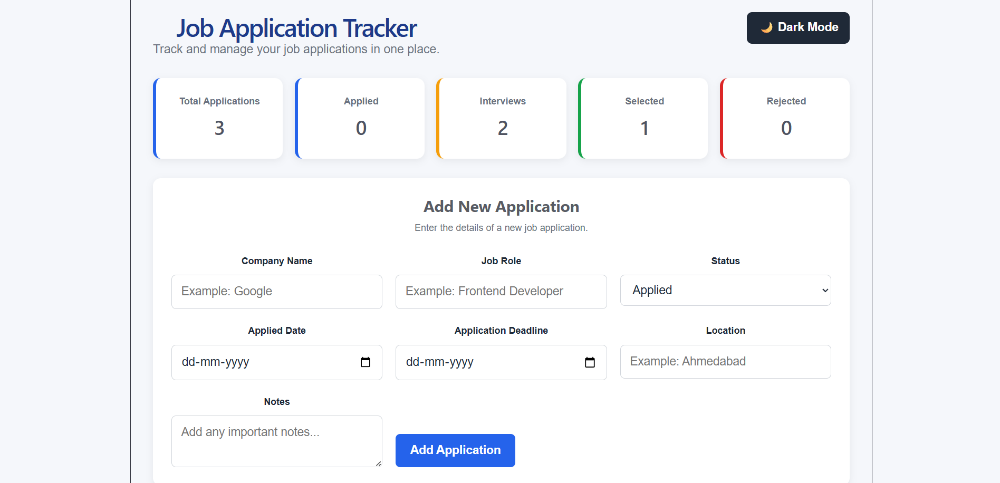 Job Application Tracker
🌙 Dark Mode
Track and manage your job applications in one place.
Total Applications
3
Applied
0
Interviews
2
Selected
1
Rejected
0
Add New Application
Enter the details of a new job application.
Company Name
Example: Google
Job Role
Example: Frontend Developer
Status
Applied
Applied Date
dd-mm-yyyy
Application Deadline
dd-mm-yyyy
Location
Example: Ahmedabad
Notes
Add any important notes...
Add Application